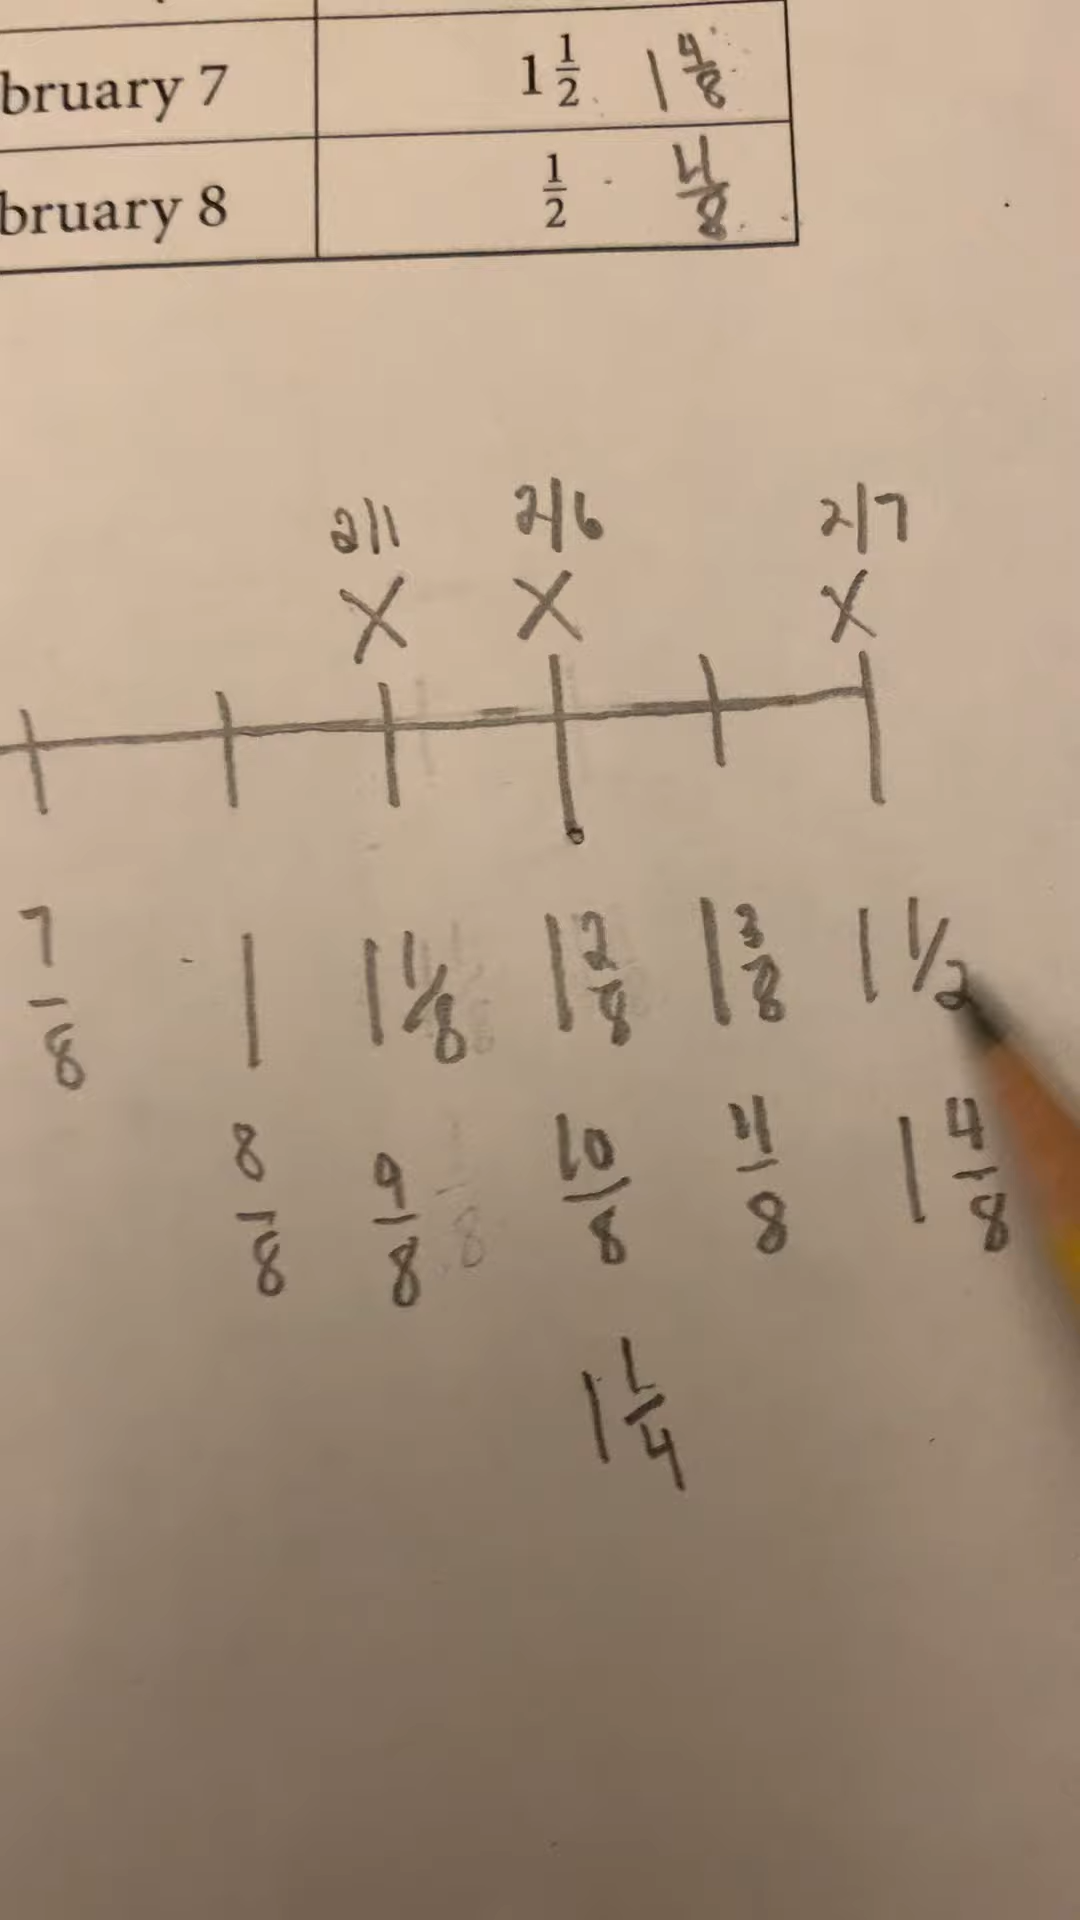 bruary 7 1 1/2 1 4/8
bruary 8 1/2 4/8
2/1 2/6 2/7
X X X
7/8 1 1 1/8 1 2/8 1 3/8 1 1/2
8/8 9/8 10/8 11/8 1 4/8
1 1/4